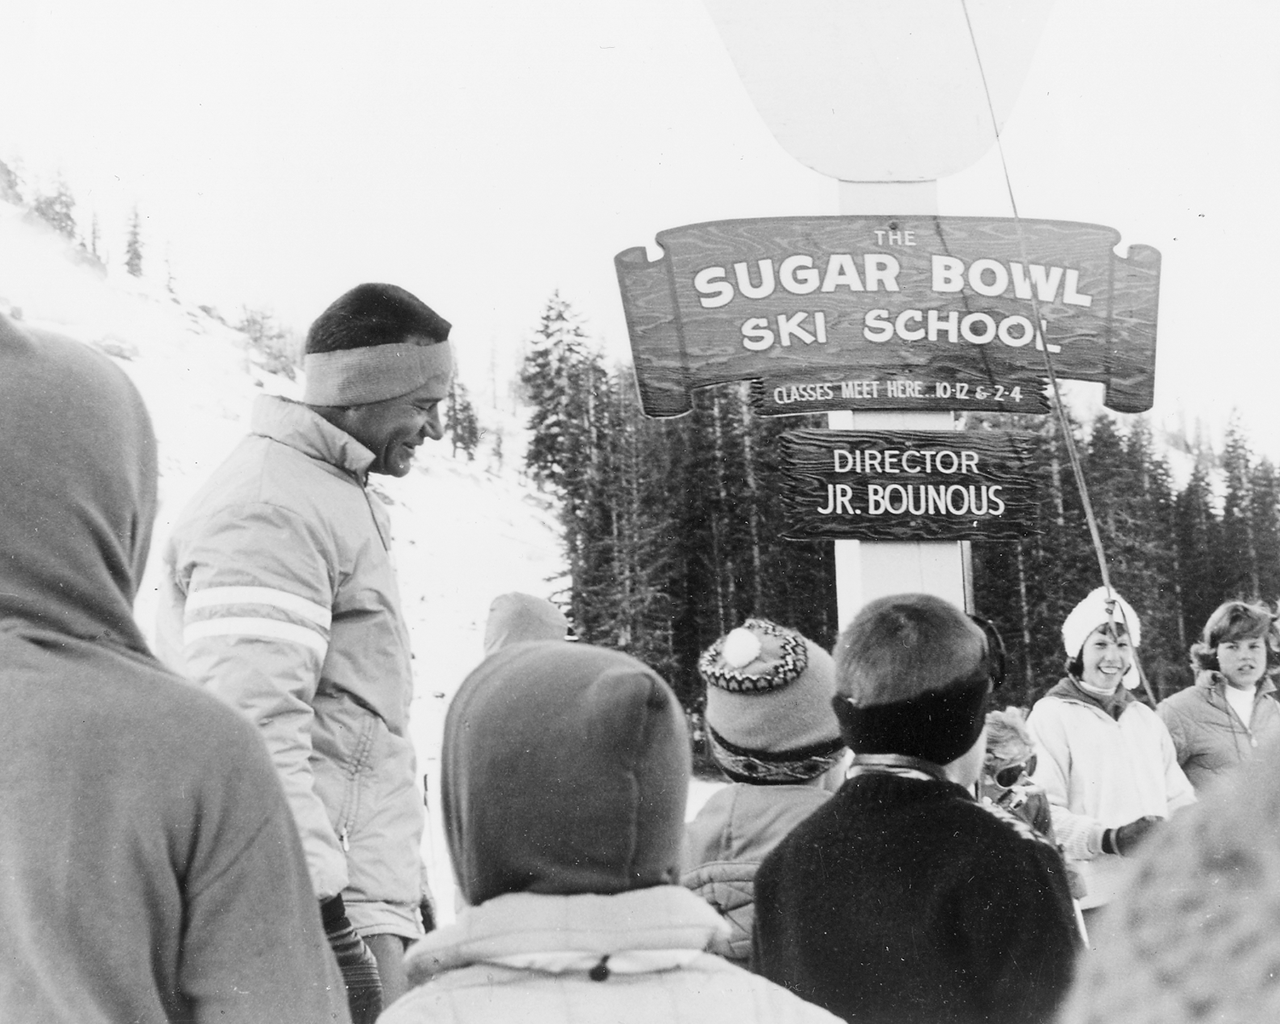 THE
SUGAR BOWL
SKI SCHOOL
CLASSES MEET HERE..10-12 & 2-4
DIRECTOR
JR. BOUNOUS